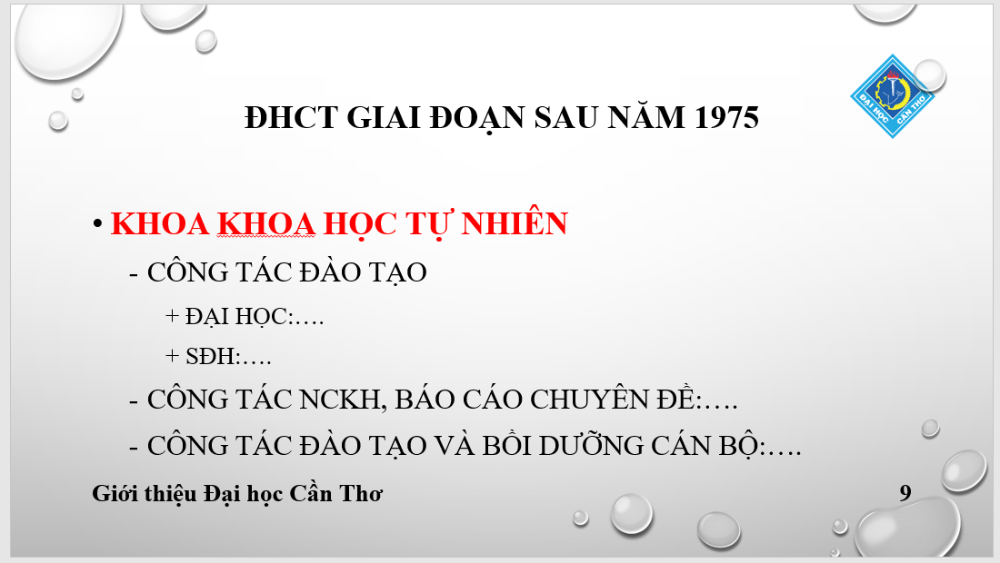 ĐHCT GIAI ĐOẠN SAU NĂM 1975
ĐẠI HỌC CẦN THƠ
• KHOA KHOA HỌC TỰ NHIÊN
- CÔNG TÁC ĐÀO TẠO
+ ĐẠI HỌC:….
+ SĐH:….
- CÔNG TÁC NCKH, BÁO CÁO CHUYÊN ĐỀ:….
- CÔNG TÁC ĐÀO TẠO VÀ BỒI DƯỠNG CÁN BỘ:….
Giới thiệu Đại học Cần Thơ
9